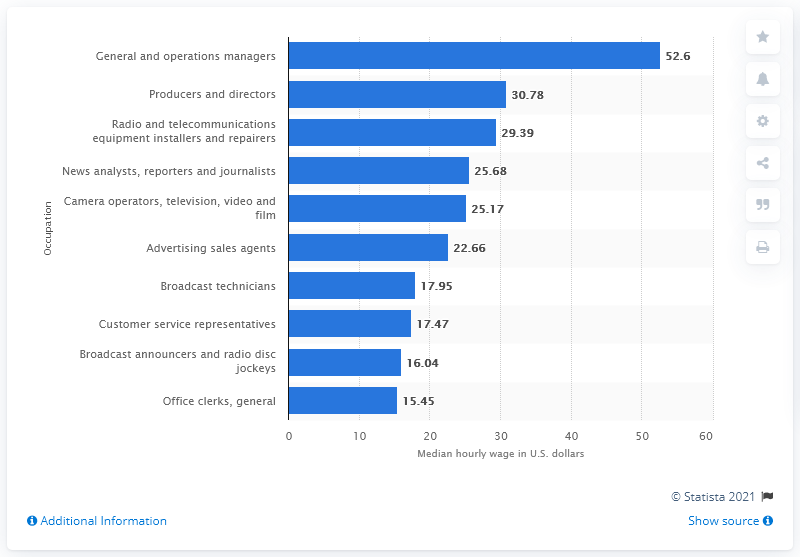 General and operations managers 52.6
Producers and directors 30.78
Radio and telecommunications
equipment installers and repairers 29.39
News analysts, reporters and journalists 25.68
Camera operators, television, video and
film 25.17
Advertising sales agents 22.66
Broadcast technicians 17.95
Customer service representatives 17.47
Broadcast announcers and radio disc
jockeys 16.04
Office clerks, general 15.45
Occupation
0 10 20 30 40 50 60
Median hourly wage in U.S. dollars
© Statista 2021
Additional Information Show source